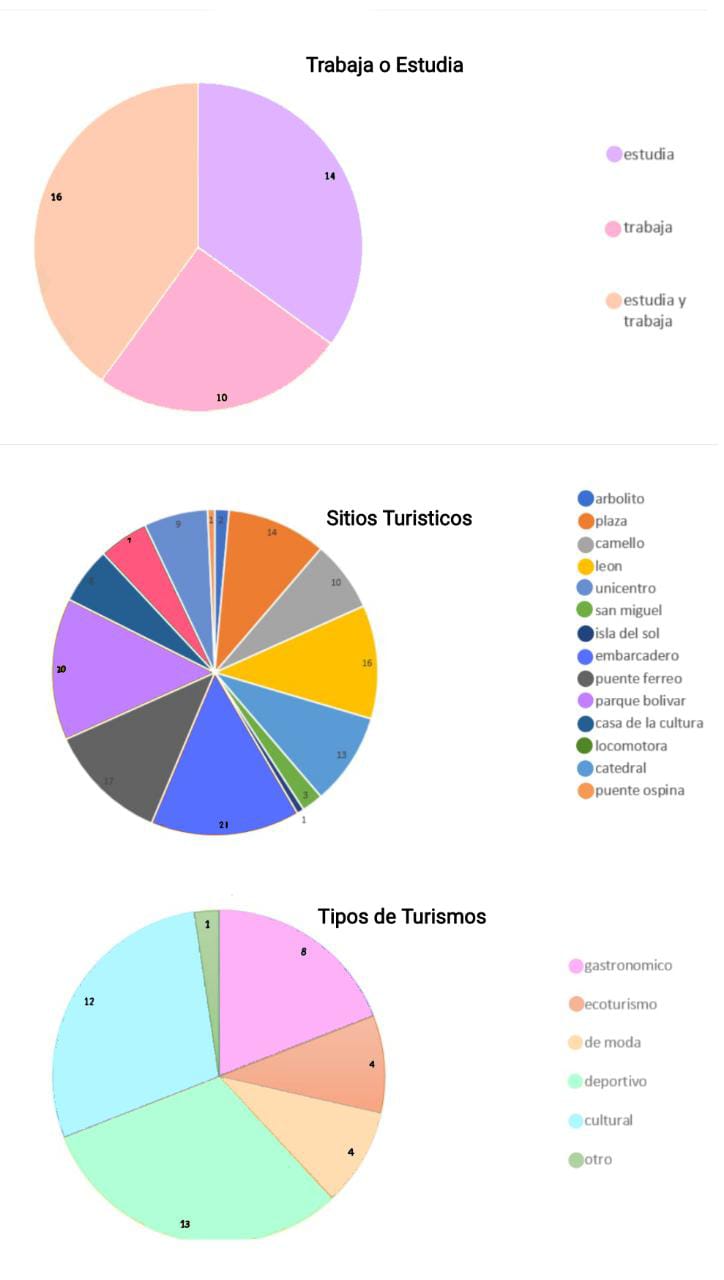 Trabaja o Estudia
14
16
10
estudia
trabaja
estudia y
trabaja
Sitios Turisticos
1
2
14
10
16
13
3
1
21
17
20
7
9
arbolito
plaza
camello
leon
unicentro
san miguel
isla del sol
embarcadero
puente ferreo
parque bolivar
casa de la cultura
locomotora
catedral
puente ospina
Tipos de Turismos
1
8
4
4
13
12
gastronomico
ecoturismo
de moda
deportivo
cultural
otro